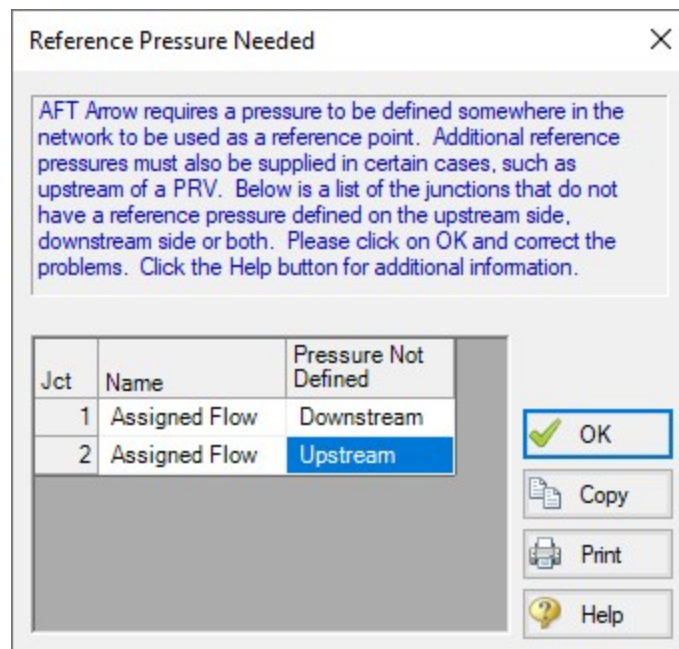 Reference Pressure Needed
AFT Arrow requires a pressure to be defined somewhere in the
network to be used as a reference point. Additional reference
pressures must also be supplied in certain cases, such as
upstream of a PRV. Below is a list of the junctions that do not
have a reference pressure defined on the upstream side,
downstream side or both. Please click on OK and correct the
problems. Click the Help button for additional information.
Jct Name Pressure Not
Defined
1 Assigned Flow Downstream
2 Assigned Flow Upstream
OK
Copy
Print
Help